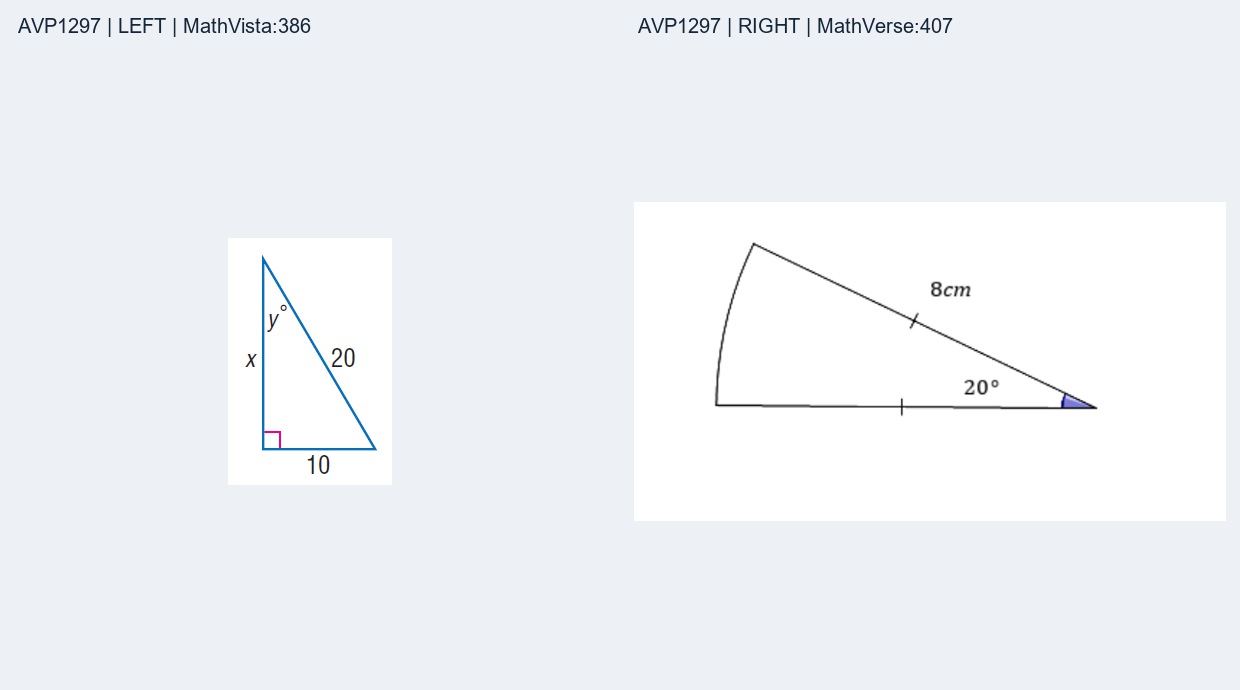 AVP1297 | LEFT | MathVista:386
AVP1297 | RIGHT | MathVerse:407
y°
x
20
10
8cm
20°